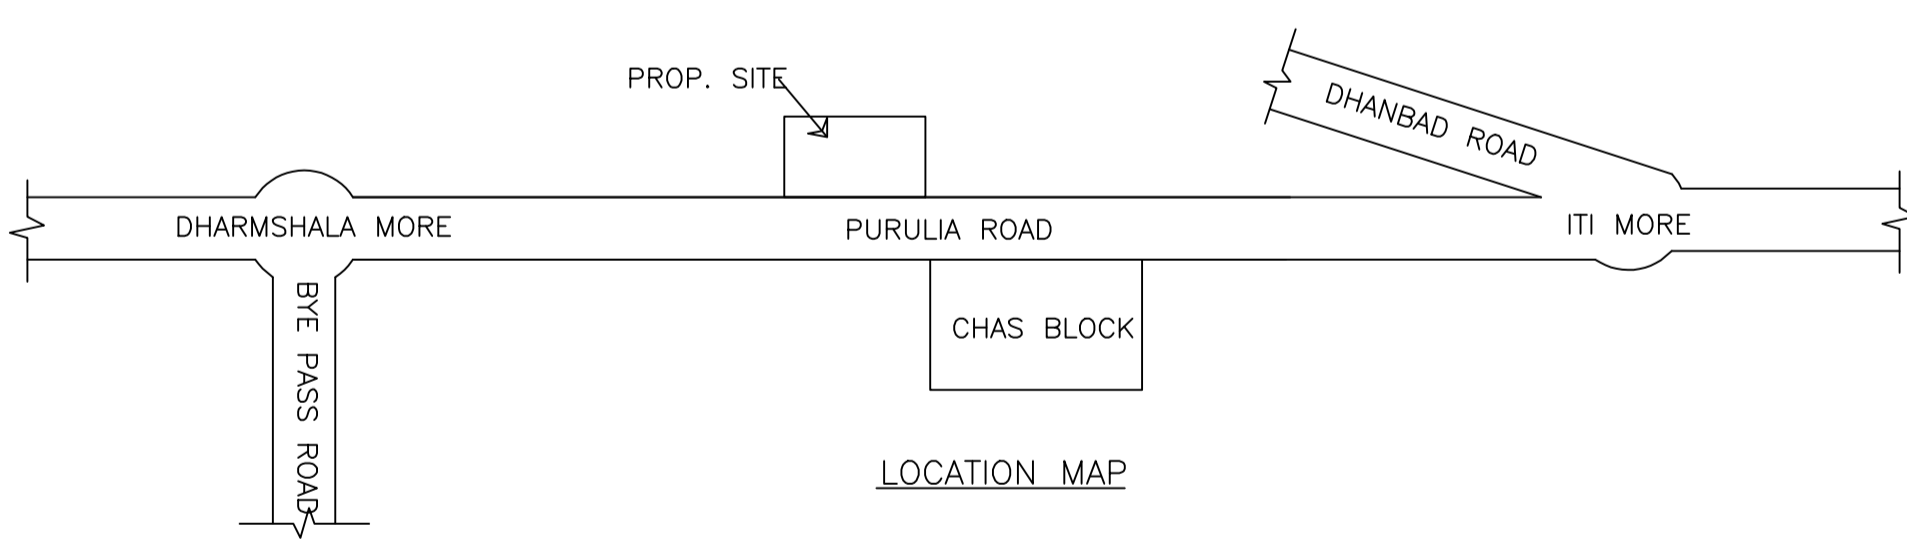 PROP. SITE
DHANBAD ROAD
DHARMSHALA MORE
PURULIA ROAD
ITI MORE
BYE PASS ROAD
CHAS BLOCK
LOCATION MAP